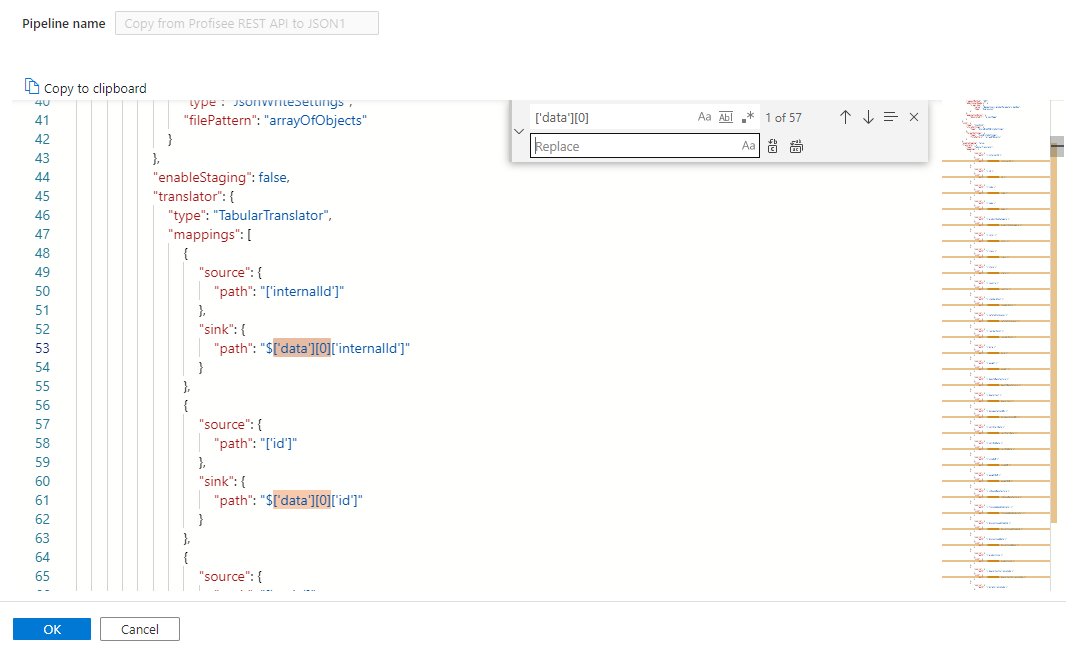 Pipeline name Copy from Profisee REST API to JSON1
Copy to clipboard
40 "type": "JsonWriteSettings",
41 "filePattern": "arrayOfObjects"
42 }
43 },
44 "enableStaging": false,
45 "translator": {
46 "type": "TabularTranslator",
47 "mappings": [
48 {
49 "source": {
50 "path": "['internalId']"
51 },
52 "sink": {
53 "path": "$['data'][0]['internalId']"
54 }
55 },
56 {
57 "source": {
58 "path": "['id']"
59 },
60 "sink": {
61 "path": "$['data'][0]['id']"
62 }
63 },
64 {
65 "source": {
['data'][0] Aa Abl .* 1 of 57
Replace Aa
OK Cancel